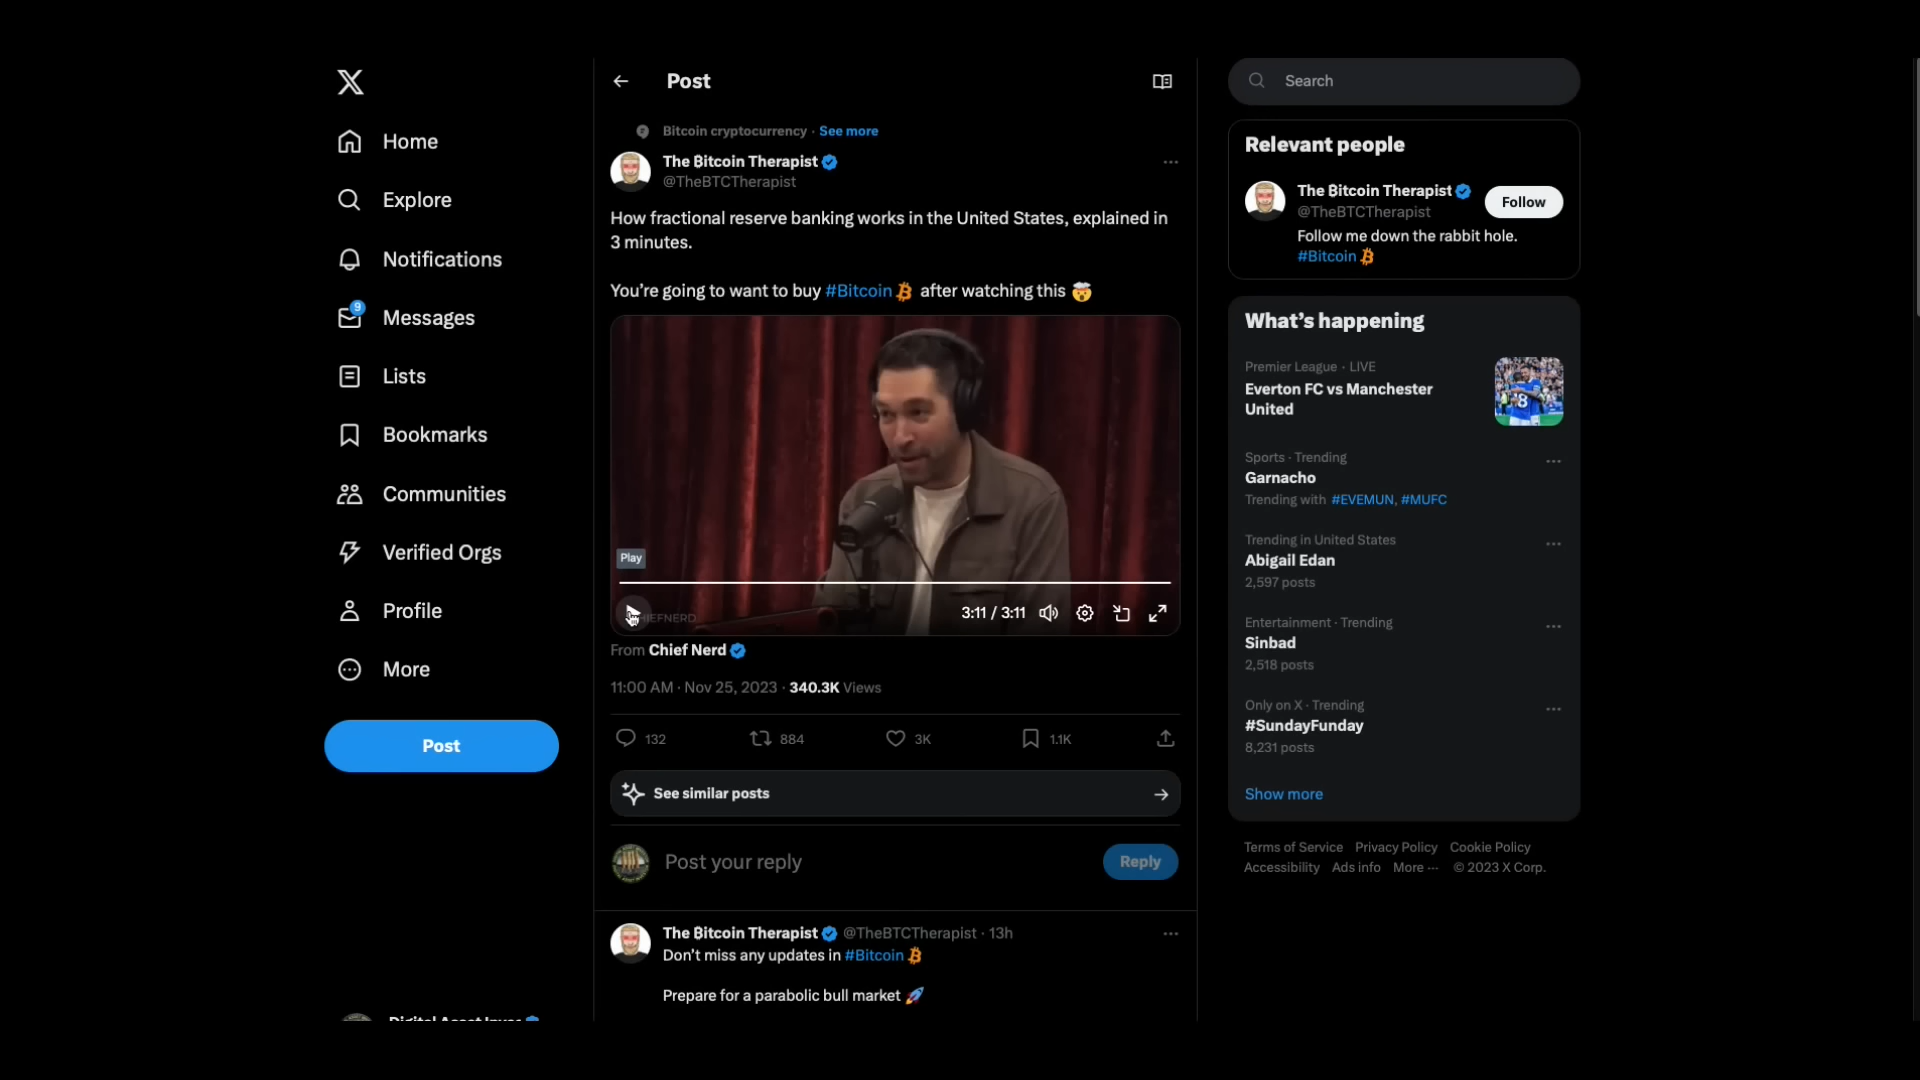 Home
Explore
Notifications
9
Messages
Lists
Bookmarks
Communities
Verified Orgs
Profile
More
Post
Post
Bitcoin cryptocurrency · See more
The Bitcoin Therapist
@TheBTCTherapist
How fractional reserve banking works in the United States, explained in
3 minutes.
You're going to want to buy #Bitcoin after watching this 🤯
Play
3:11 / 3:11
From Chief Nerd
11:00 AM · Nov 25, 2023 · 340.3K Views
132 884 3K 1.1K
See similar posts
Post your reply
Reply
The Bitcoin Therapist @TheBTCTherapist · 13h
Don't miss any updates in #Bitcoin
Prepare for a parabolic bull market 🚀
Search
Relevant people
The Bitcoin Therapist
@TheBTCTherapist
Follow
Follow me down the rabbit hole.
#Bitcoin
What's happening
Premier League · LIVE
Everton FC vs Manchester
United
18
Sports · Trending
Garnacho
Trending with #EVEMUN, #MUFC
Trending in United States
Abigail Edan
2,597 posts
Entertainment · Trending
Sinbad
2,518 posts
Only on X · Trending
#SundayFunday
8,231 posts
Show more
Terms of Service Privacy Policy Cookie Policy
Accessibility Ads info More ··· © 2023 X Corp.